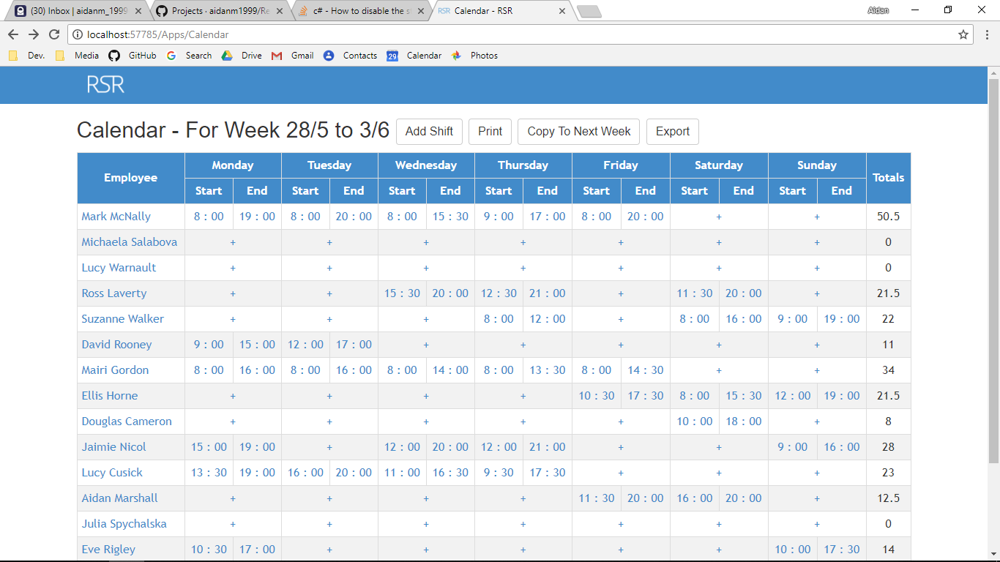 (30) Inbox | aidanm_1999 Projects · aidanm1999/Re c# - How to disable the s Calendar - RSR Aidan
localhost:57785/Apps/Calendar
Dev. Media GitHub Search Drive Gmail 29 Calendar Contacts Photos
RSR
Calendar - For Week 28/5 to 3/6 Add Shift Print Copy To Next Week Export
Employee Monday Tuesday Wednesday Thursday Friday Saturday Sunday Totals
Start End Start End Start End Start End Start End Start End Start End
Mark McNally 8 : 00 19 : 00 8 : 00 20 : 00 8 : 00 15 : 30 9 : 00 17 : 00 8 : 00 20 : 00 + + 50.5
Michaela Salabova + + + + + + + 0
Lucy Warnault + + + + + + + 0
Ross Laverty + + 15 : 30 20 : 00 12 : 30 21 : 00 + 11 : 30 20 : 00 + 21.5
Suzanne Walker + + + 8 : 00 12 : 00 + 8 : 00 16 : 00 9 : 00 19 : 00 22
David Rooney 9 : 00 15 : 00 12 : 00 17 : 00 + + + + + 11
Mairi Gordon 8 : 00 16 : 00 8 : 00 16 : 00 8 : 00 14 : 00 8 : 00 13 : 30 8 : 00 14 : 30 + + 34
Ellis Horne + + + + 10 : 30 17 : 30 8 : 00 15 : 30 12 : 00 19 : 00 21.5
Douglas Cameron + + + + + 10 : 00 18 : 00 + 8
Jaimie Nicol 15 : 00 19 : 00 + 12 : 00 20 : 00 12 : 00 21 : 00 + + 9 : 00 16 : 00 28
Lucy Cusick 13 : 30 19 : 00 16 : 00 20 : 00 11 : 00 16 : 30 9 : 30 17 : 30 + + + 23
Aidan Marshall + + + + 11 : 30 20 : 00 16 : 00 20 : 00 + 12.5
Julia Spychalska + + + + + + + 0
Eve Rigley 10 : 30 17 : 00 + + + + + 10 : 00 17 : 30 14